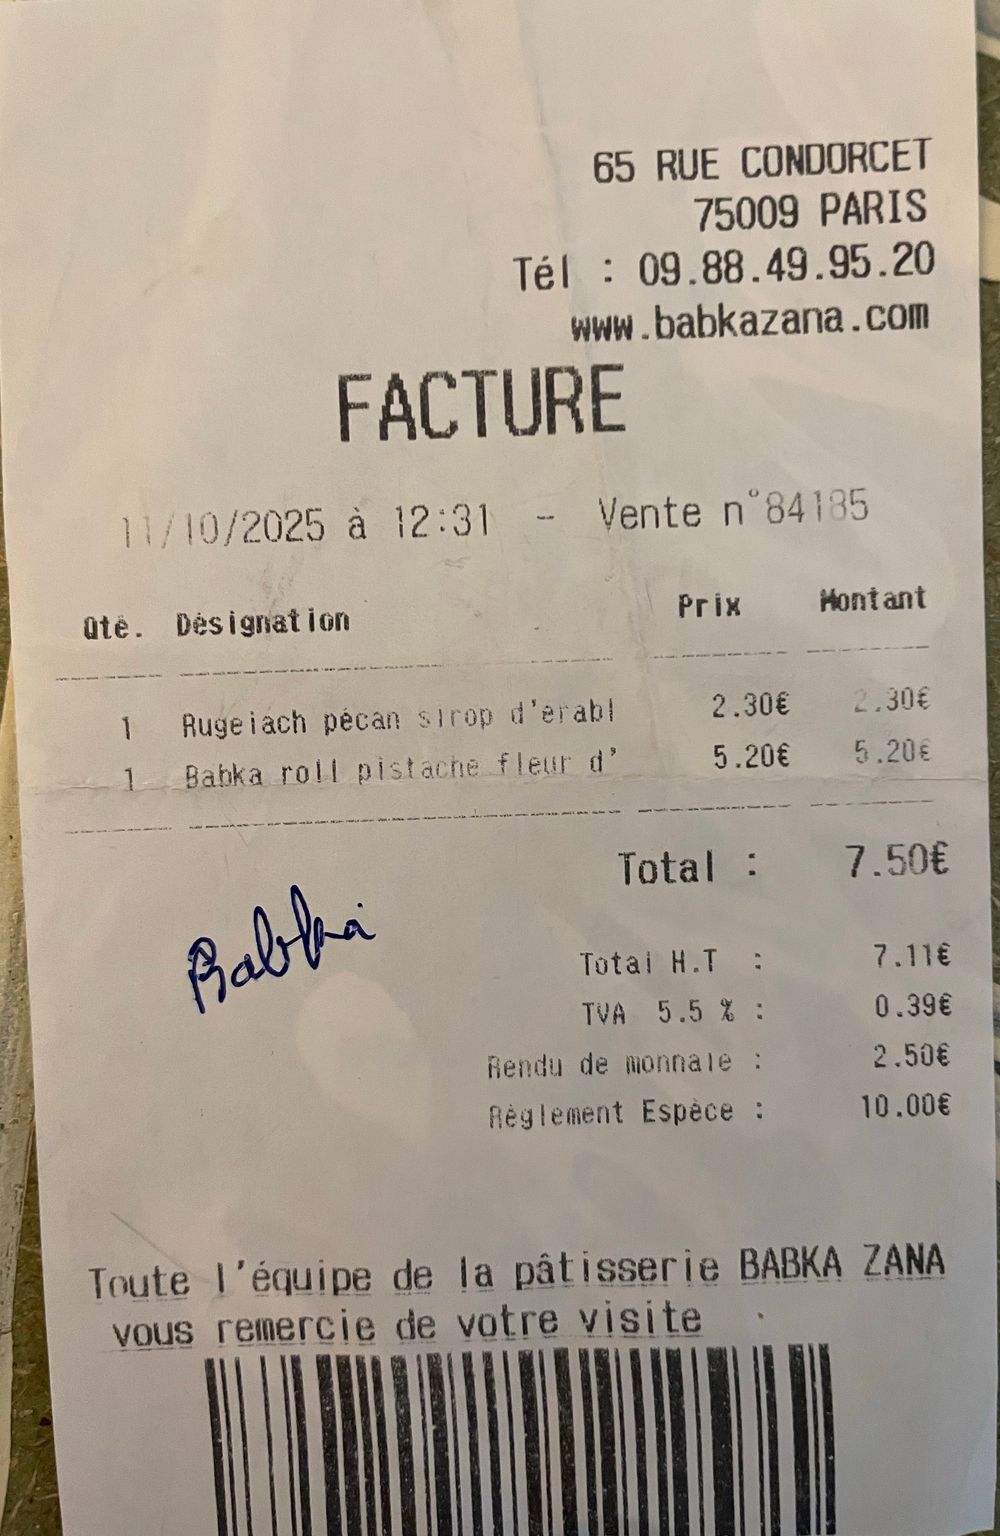 65 RUE CONDORCET
75009 PARIS
Tél : 09.88.49.95.20
www.babkazana.com
FACTURE
11/10/2025 à 12:31 - Vente n°84185
Qté. Désignation Prix Montant
1 Rugelach pécan sirop d'érabl 2.30€ 2.30€
1 Babka roll pistache fleur d' 5.20€ 5.20€
Total : 7.50€
Babka
Total H.T : 7.11€
TVA 5.5 % : 0.39€
Rendu de monnaie : 2.50€
Règlement Espèce : 10.00€
Toute l'équipe de la pâtisserie BABKA ZANA
vous remercie de votre visite